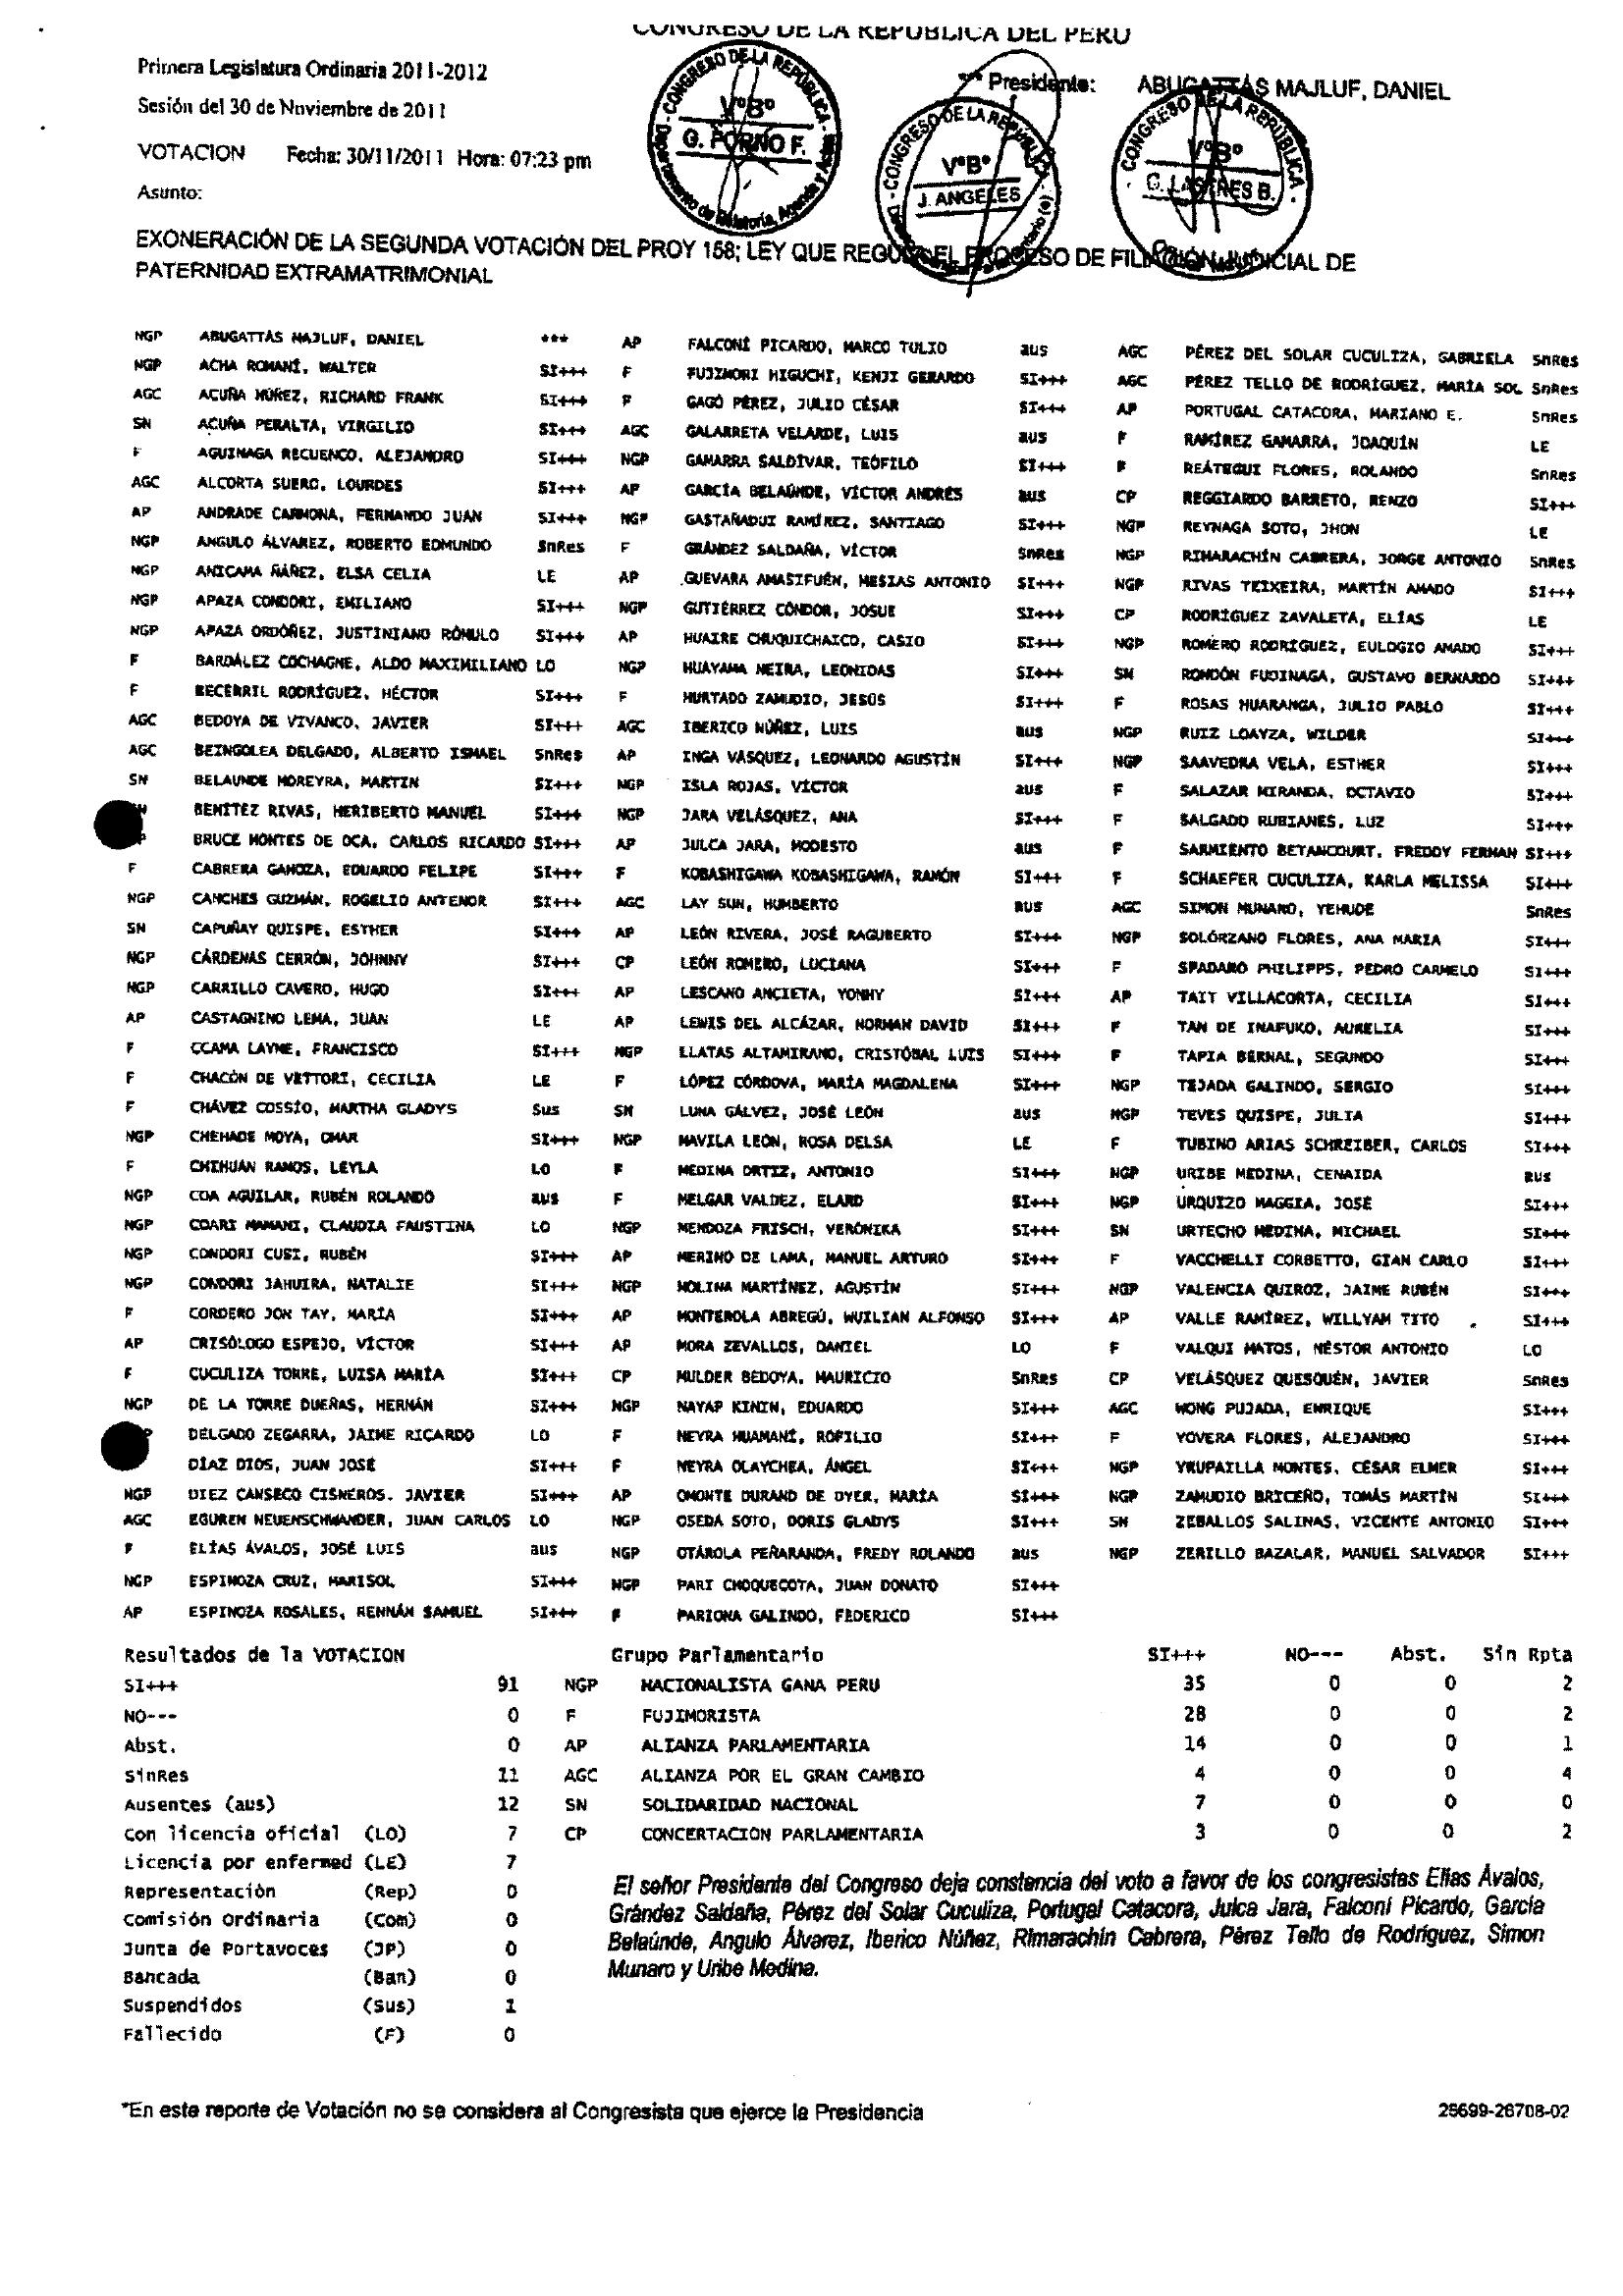 CONGRESO DE LA REPUBLICA DEL PERU
Primera Legislatura Ordinaria 2011-2012
*** Presidente: ABUGATTÁS MAJLUF, DANIEL
Sesión del 30 de Noviembre de 2011
VOTACION Fecha: 30/11/2011 Hora: 07:23 pm
Asunto:
CONGRESO DE LA REPÚBLICA
VºBº
G. PORNO F.
CONGRESO DE LA REPÚBLICA
VºBº
J. ANGELES
CONGRESO DE LA REPÚBLICA
VºBº
G. LASTRES B.
EXONERACIÓN DE LA SEGUNDA VOTACIÓN DEL PROY 158; LEY QUE REGULA EL PROCESO DE FILIACIÓN JUDICIAL DE
PATERNIDAD EXTRAMATRIMONIAL
NGP ABUGATTÁS MAJLUF, DANIEL ***
NGP ACHA ROMANÍ, WALTER SI+++
AGC ACUÑA NÚÑEZ, RICHARD FRANK SI+++
SN ACUÑA PERALTA, VIRGILIO SI+++
F AGUINAGA RECUENCO, ALEJANDRO SI+++
AGC ALCORTA SUERO, LOURDES SI+++
AP ANDRADE CARMONA, FERNANDO JUAN SI+++
NGP ANGULO ÁLVAREZ, ROBERTO EDMUNDO SnRes
NGP ANICAMA ÑÁÑEZ, ELSA CELIA LE
NGP APAZA CONDORI, EMILIANO SI+++
NGP APAZA ORDÓÑEZ, JUSTINIANO RÓMULO SI+++
F BARDÁLEZ COCHAGNE, ALDO MAXIMILIANO LO
F BECERRIL RODRÍGUEZ, HÉCTOR SI+++
AGC BEDOYA DE VIVANCO, JAVIER SI+++
AGC BEINGOLEA DELGADO, ALBERTO ISMAEL SnRes
SN BELAUNDE MOREYRA, MARTIN SI+++
BENÍTEZ RIVAS, HERIBERTO MANUEL SI+++
BRUCE MONTES DE OCA, CARLOS RICARDO SI+++
F CABRERA GANOZA, EDUARDO FELIPE SI+++
NGP CANCHES GUZMÁN, ROGELIO ANTENOR SI+++
SN CAPUÑAY QUISPE, ESTHER SI+++
NGP CÁRDENAS CERRÓN, JOHNNY SI+++
NGP CARRILLO CAVERO, HUGO SI+++
AP CASTAGNINO LEMA, JUAN LE
F CCAMA LAYME, FRANCISCO SI+++
F CHACÓN DE VETTORI, CECILIA LE
F CHÁVEZ COSSÍO, MARTHA GLADYS Sus
NGP CHEHADE MOYA, OMAR SI+++
F CHIHUÁN RAMOS, LEYLA LO
NGP COA AGUILAR, RUBÉN ROLANDO aus
NGP COARI MAMANI, CLAUDIA FAUSTINA LO
NGP CONDORI CUSI, RUBÉN SI+++
NGP CONDORI JAHUIRA, NATALIE SI+++
F CORDERO JON TAY, MARÍA SI+++
AP CRISÓLOGO ESPEJO, VÍCTOR SI+++
F CUCULIZA TORRE, LUISA MARÍA SI+++
NGP DE LA TORRE DUEÑAS, HERNÁN SI+++
DELGADO ZEGARRA, JAIME RICARDO LO
DÍAZ DIOS, JUAN JOSÉ SI+++
NGP DIEZ CANSECO CISNEROS, JAVIER SI+++
AGC EGUREN NEUENSCHWANDER, JUAN CARLOS LO
F ELÍAS ÁVALOS, JOSÉ LUIS aus
NGP ESPINOZA CRUZ, MARISOL SI+++
AP ESPINOZA ROSALES, RENNÁN SAMUEL SI+++
AP FALCONÍ PICARDO, MARCO TULIO aus
F FUJIMORI HIGUCHI, KENJI GERARDO SI+++
F GAGÓ PÉREZ, JULIO CÉSAR SI+++
AGC GALARRETA VELARDE, LUIS aus
NGP GAMARRA SALDÍVAR, TEÓFILO SI+++
AP GARCÍA BELAÚNDE, VÍCTOR ANDRÉS aus
NGP GASTAÑADUI RAMÍREZ, SANTIAGO SI+++
F GRÁNDEZ SALDAÑA, VÍCTOR SnRes
AP GUEVARA AMASIFUÉN, MESIAS ANTONIO SI+++
NGP GUTIÉRREZ CÓNDOR, JOSUE SI+++
AP HUAIRE CHUQUICHAICO, CASIO SI+++
NGP HUAYAMA NEIRA, LEONIDAS SI+++
F HURTADO ZAMUDIO, JESÚS SI+++
AGC IBERICO NÚÑEZ, LUIS aus
AP INGA VÁSQUEZ, LEONARDO AGUSTÍN SI+++
NGP ISLA ROJAS, VÍCTOR aus
NGP JARA VELÁSQUEZ, ANA SI+++
AP JULCA JARA, MODESTO aus
F KOBASHIGAWA KOBASHIGAWA, RAMÓN SI+++
AGC LAY SUN, HUMBERTO aus
AP LEÓN RIVERA, JOSÉ RAGUBERTO SI+++
CP LEÓN ROMERO, LUCIANA SI+++
AP LESCANO ANCIETA, YONHY SI+++
AP LEWIS DEL ALCÁZAR, NORMAN DAVID SI+++
NGP LLATAS ALTAMIRANO, CRISTÓBAL LUIS SI+++
F LÓPEZ CÓRDOVA, MARÍA MAGDALENA SI+++
SN LUNA GÁLVEZ, JOSÉ LEÓN aus
NGP MAVILA LEÓN, ROSA DELSA LE
F MEDINA ORTIZ, ANTONIO SI+++
F MELGAR VALDEZ, ELARD SI+++
NGP MENDOZA FRISCH, VERÓNIKA SI+++
AP MERINO DE LAMA, MANUEL ARTURO SI+++
NGP MOLINA MARTÍNEZ, AGUSTÍN SI+++
AP MONTEROLA ABREGÚ, WUILIAN ALFONSO SI+++
AP MORA ZEVALLOS, DANIEL LO
CP MULDER BEDOYA, MAURICIO SnRes
NGP NAYAP KININ, EDUARDO SI+++
F NEYRA HUAMANÍ, ROFILIO SI+++
F NEYRA OLAYCHEA, ÁNGEL SI+++
AP OMONTE DURAND DE DYER, MARÍA SI+++
NGP OSEDA SOTO, DORIS GLADYS SI+++
NGP OTÁROLA PEÑARANDA, FREDY ROLANDO aus
NGP PARI CHOQUECOTA, JUAN DONATO SI+++
F PARIONA GALINDO, FEDERICO SI+++
AGC PÉREZ DEL SOLAR CUCULIZA, GABRIELA SnRes
AGC PÉREZ TELLO DE RODRÍGUEZ, MARÍA SOL SnRes
AP PORTUGAL CATACORA, MARIANO E. SnRes
F RAMÍREZ GAMARRA, JOAQUÍN LE
F REÁTEGUI FLORES, ROLANDO SnRes
CP REGGIARDO BARRETO, RENZO SI+++
NGP REYNAGA SOTO, JHON LE
NGP RIMARACHÍN CABRERA, JORGE ANTONIO SnRes
NGP RIVAS TEIXEIRA, MARTÍN AMADO SI+++
CP RODRÍGUEZ ZAVALETA, ELÍAS LE
NGP ROMERO RODRÍGUEZ, EULOGIO AMADO SI+++
SN RONDÓN FUDINAGA, GUSTAVO BERNARDO SI+++
F ROSAS HUARANGA, JULIO PABLO SI+++
NGP RUIZ LOAYZA, WILDER SI+++
NGP SAAVEDRA VELA, ESTHER SI+++
F SALAZAR MIRANDA, OCTAVIO SI+++
F SALGADO RUBIANES, LUZ SI+++
F SARMIENTO BETANCOURT, FREDDY FERNAN SI+++
F SCHAEFER CUCULIZA, KARLA MELISSA SI+++
AGC SIMON MUNARO, YEHUDE SnRes
NGP SOLÓRZANO FLORES, ANA MARIA SI+++
F SPADARO PHILIPPS, PEDRO CARMELO SI+++
AP TAIT VILLACORTA, CECILIA SI+++
F TAN DE INAFUKO, AURELIA SI+++
F TAPIA BERNAL, SEGUNDO SI+++
NGP TEJADA GALINDO, SERGIO SI+++
NGP TEVES QUISPE, JULIA SI+++
F TUBINO ARIAS SCHREIBER, CARLOS SI+++
NGP URIBE MEDINA, CENAIDA aus
NGP URQUIZO MAGGIA, JOSÉ SI+++
SN URTECHO MEDINA, MICHAEL SI+++
F VACCHELLI CORBETTO, GIAN CARLO SI+++
NGP VALENCIA QUIROZ, JAIME RUBÉN SI+++
AP VALLE RAMÍREZ, WILLYAM TITO SI+++
F VALQUI MATOS, NÉSTOR ANTONIO LO
CP VELÁSQUEZ QUESQUÉN, JAVIER SnRes
AGC WONG PUJADA, ENRIQUE SI+++
F YOVERA FLORES, ALEJANDRO SI+++
NGP YRUPAILLA MONTES, CÉSAR ELMER SI+++
NGP ZAMUDIO BRICEÑO, TOMÁS MARTÍN SI+++
SN ZEBALLOS SALINAS, VICENTE ANTONIO SI+++
NGP ZERILLO BAZALAR, MANUEL SALVADOR SI+++
Resultados de la VOTACION
SI+++ 91
NO--- 0
Abst. 0
SinRes 11
Ausentes (aus) 12
Con licencia oficial (LO) 7
Licencia por enfermed (LE) 7
Representación (Rep) 0
Comisión Ordinaria (Com) 0
Junta de Portavoces (JP) 0
Bancada (Ban) 0
Suspendidos (Sus) 1
Fallecido (F) 0
Grupo Parlamentario SI+++ NO--- Abst. Sin Rpta
NGP NACIONALISTA GANA PERU 35 0 0 2
F FUJIMORISTA 28 0 0 2
AP ALIANZA PARLAMENTARIA 14 0 0 1
AGC ALIANZA POR EL GRAN CAMBIO 4 0 0 4
SN SOLIDARIDAD NACIONAL 7 0 0 0
CP CONCERTACION PARLAMENTARIA 3 0 0 2
El señor Presidente del Congreso deja constancia del voto a favor de los congresistas Elías Ávalos,
Grández Saldaña, Pérez del Solar Cuculiza, Portugal Catacora, Julca Jara, Falconí Picardo, García
Belaúnde, Angulo Álvarez, Iberico Núñez, Rimarachín Cabrera, Pérez Tello de Rodríguez, Simon
Munaro y Uribe Medina.
*En este reporte de Votación no se considera al Congresista que ejerce la Presidencia
25699-26708-02